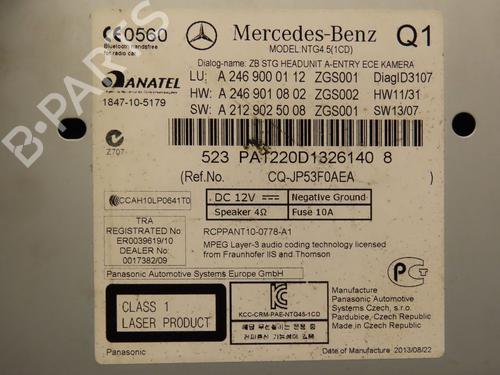 CE0560
Bluetooth handsfree
for radio cars
Mercedes-Benz
MODEL NTG4.5(1CD)
Q1
Dialog-name: ZB STG HEADUNIT A-ENTRY ECE KAMERA
LU: A 246 900 01 12 ZGS001 DiagID3107
HW: A 246 901 08 02 ZGS002 HW11/31
SW: A 212 902 50 08 ZGS001 SW13/07
ANATEL
1847-10-5179
Z707
523 PA1220D1326140 8
(Ref.No. CQ-JP53F0AEA )
CCAH10LP0641T0
DC 12V Negative Ground
Speaker 4Ω Fuse 10A
TRA
REGISTRATED No:
ER0039619/10
DEALER No:
0017382/09
RCPPANT10-0778-A1
MPEG Layer-3 audio coding technology licensed
from Fraunhofer IIS and Thomson
Panasonic Automotive Systems Europe GmbH
CLASS 1
LASER PRODUCT
KCC-CRM-PAE-NTG45-1CD
Manufacture
Panasonic Automotive
Systems Czech, s.r.o.
Pardubice, Czech Republic
Made in Czech Republic
Panasonic
Manufacture Date: 2013/08/22
B-PARTS